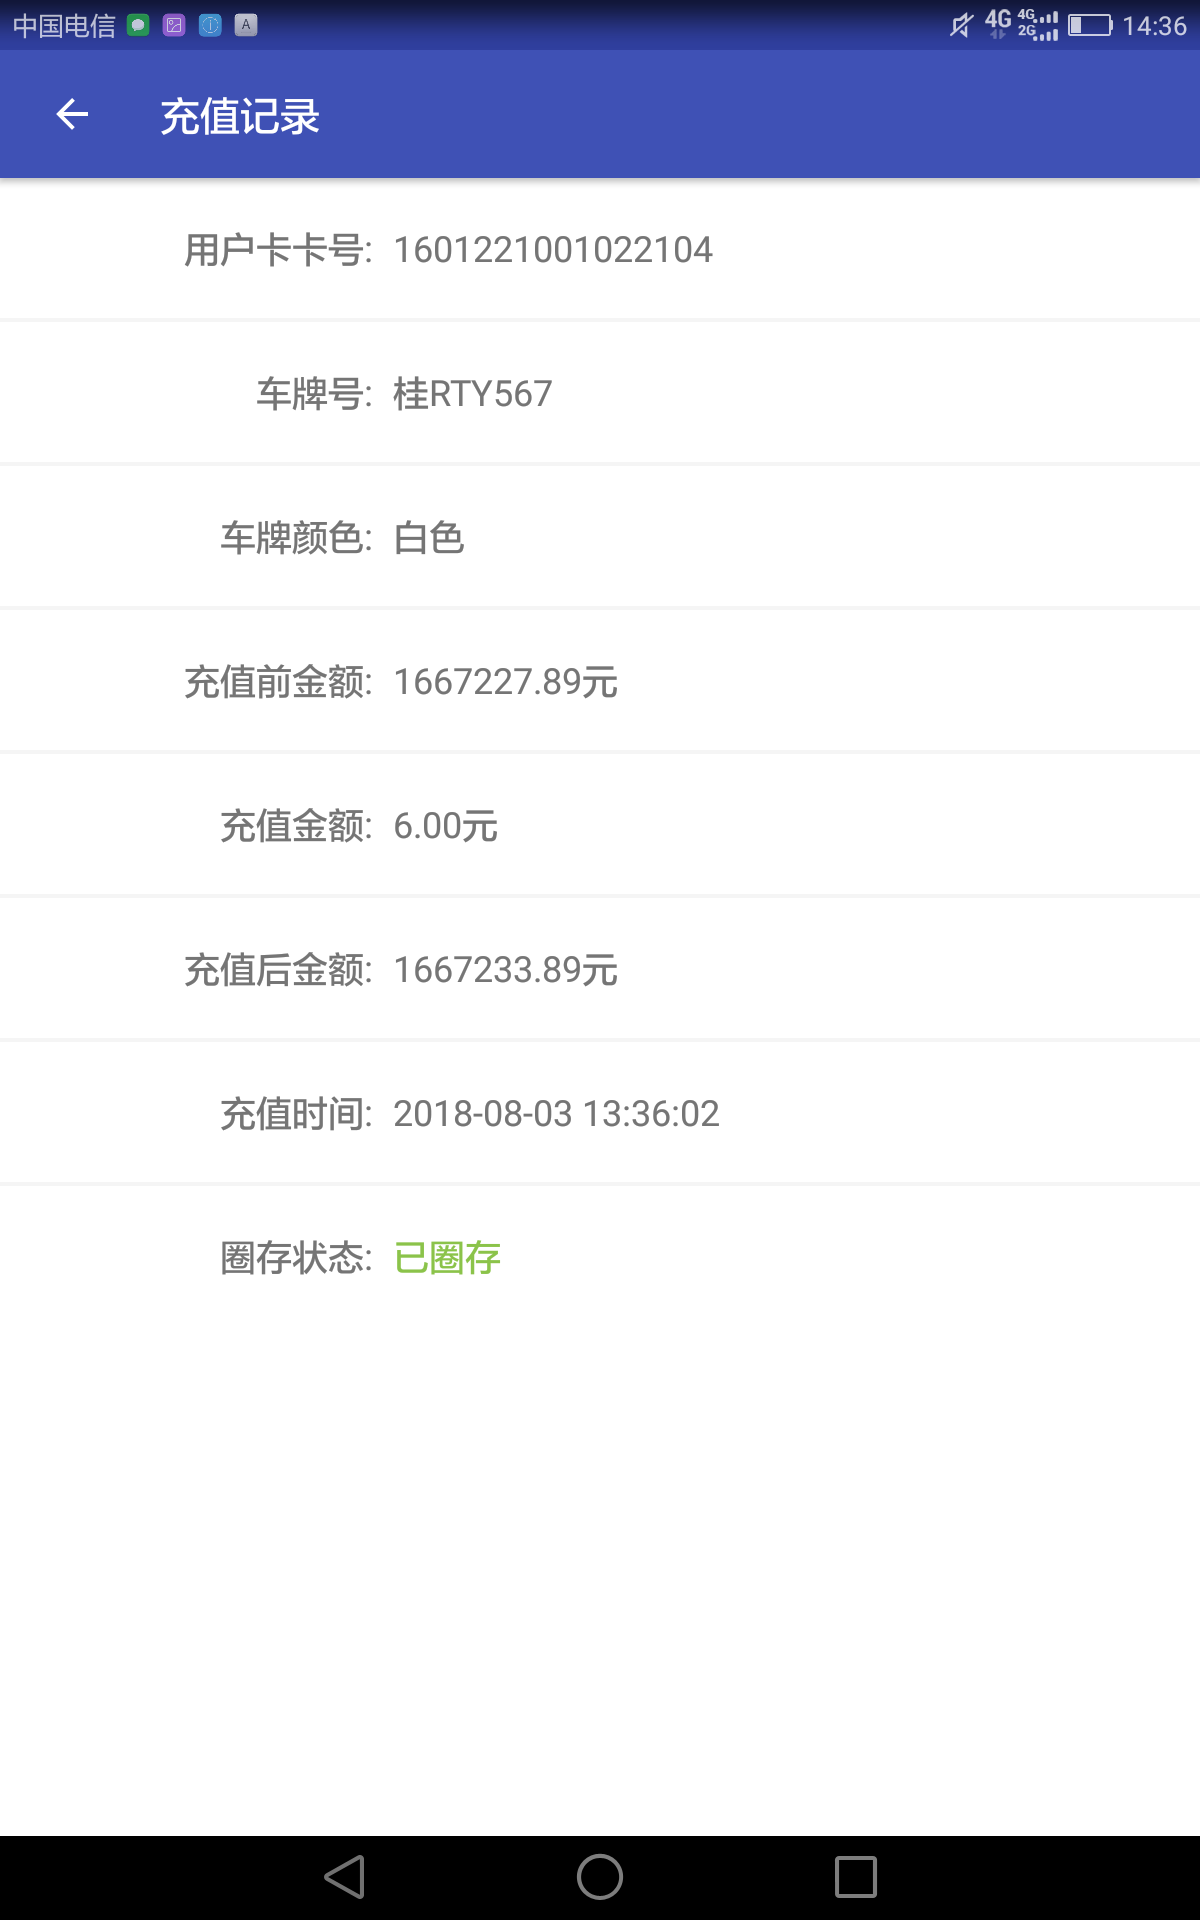 中国电信 A 4G 4G 2G 14:36
充值记录
用户卡卡号: 1601221001022104
车牌号: 桂RTY567
车牌颜色: 白色
充值前金额: 1667227.89元
充值金额: 6.00元
充值后金额: 1667233.89元
充值时间: 2018-08-03 13:36:02
圈存状态: 已圈存